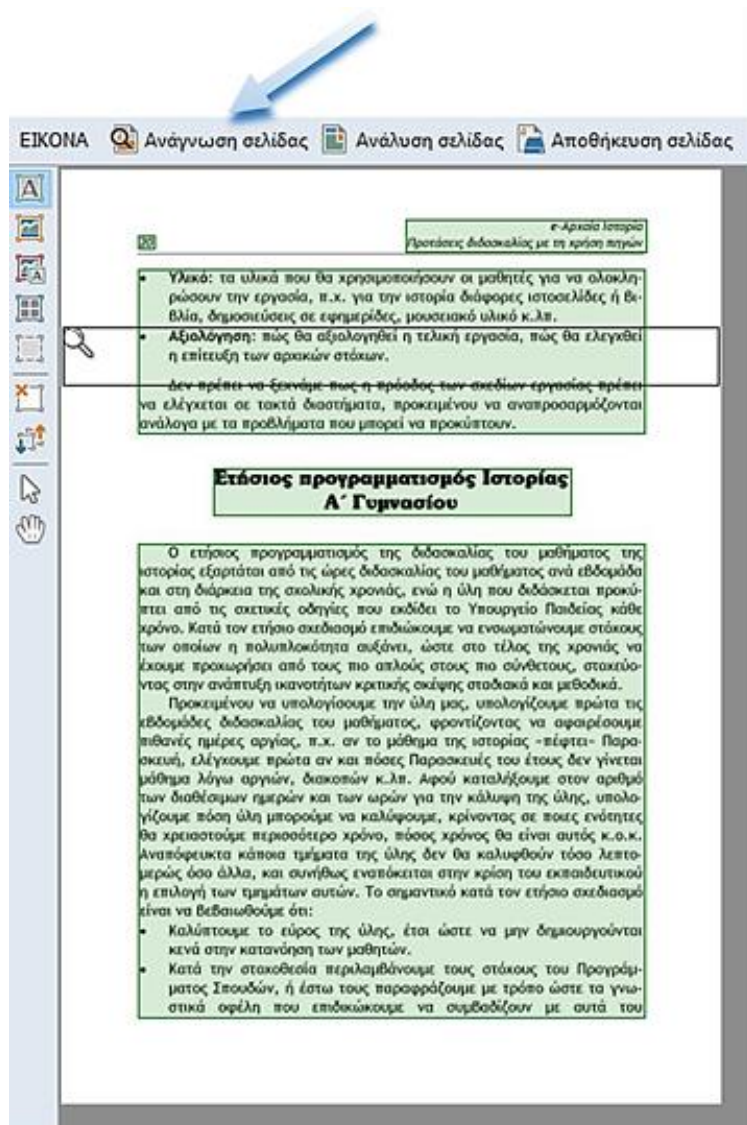 ΕΙΚΟΝΑ Ανάγνωση σελίδας Ανάλυση σελίδας Αποθήκευση σελίδας
20
e-Αρχαία Ιστορία
Προτάσεις διδασκαλίας με τη χρήση πηγών
• Υλικό: τα υλικά που θα χρησιμοποιήσουν οι μαθητές για να ολοκλη-
ρώσουν την εργασία, π.χ. για την ιστορία διάφορες ιστοσελίδες ή βι-
βλία, δημοσιεύσεις σε εφημερίδες, μουσειακό υλικό κ.λπ.
• Αξιολόγηση: πώς θα αξιολογηθεί η τελική εργασία, πώς θα ελεγχθεί
η επίτευξη των αρχικών στόχων.
Δεν πρέπει να ξεχνάμε πως η πρόοδος των σχεδίων εργασίας πρέπει
να ελέγχεται σε τακτά διαστήματα, προκειμένου να αναπροσαρμόζονται
ανάλογα με τα προβλήματα που μπορεί να προκύπτουν.
Ετήσιος προγραμματισμός Ιστορίας
Α΄ Γυμνασίου
Ο ετήσιος προγραμματισμός της διδασκαλίας του μαθήματος της
ιστορίας εξαρτάται από τις ώρες διδασκαλίας του μαθήματος ανά εβδομάδα
και στη διάρκεια της σχολικής χρονιάς, ενώ η ύλη που διδάσκεται προκύ-
πτει από τις σχετικές οδηγίες που εκδίδει το Υπουργείο Παιδείας κάθε
χρόνο. Κατά τον ετήσιο σχεδιασμό επιδιώκουμε να ενσωματώνουμε στόχους
των οποίων η πολυπλοκότητα αυξάνει, ώστε στο τέλος της χρονιάς να
έχουμε προχωρήσει από τους πιο απλούς στους πιο σύνθετους, στοχεύο-
ντας στην ανάπτυξη ικανοτήτων κριτικής σκέψης σταδιακά και μεθοδικά.
Προκειμένου να υπολογίσουμε την ύλη μας, υπολογίζουμε πρώτα τις
εβδομάδες διδασκαλίας του μαθήματος, φροντίζοντας να αφαιρέσουμε
πιθανές ημέρες αργίας, π.χ. αν το μάθημα της ιστορίας «πέφτει» Παρα-
σκευή, ελέγχουμε πρώτα αν και πόσες Παρασκευές του έτους δεν γίνεται
μάθημα λόγω αργιών, διακοπών κ.λπ. Αφού καταλήξουμε στον αριθμό
των διαθέσιμων ημερών και των ωρών για την κάλυψη της ύλης, υπολο-
γίζουμε πόση ύλη μπορούμε να καλύψουμε, κρίνοντας σε ποιες ενότητες
θα χρειαστούμε περισσότερο χρόνο, πόσος χρόνος θα είναι αυτός κ.ο.κ.
Αναπόφευκτα κάποια τμήματα της ύλης δεν θα καλυφθούν τόσο λεπτο-
μερώς όσο άλλα, και συνήθως εναπόκειται στην κρίση του εκπαιδευτικού
η επιλογή των τμημάτων αυτών. Το σημαντικό κατά τον ετήσιο σχεδιασμό
είναι να βεβαιωθούμε ότι:
• Καλύπτουμε το εύρος της ύλης, έτσι ώστε να μην δημιουργούνται
κενά στην κατανόηση των μαθητών.
• Κατά την στοχοθεσία περιλαμβάνουμε τους στόχους του Προγράμ-
ματος Σπουδών, ή έστω τους παραφράζουμε με τρόπο ώστε τα γνω-
στικά οφέλη που επιδιώκουμε να συμβαδίζουν με αυτά του